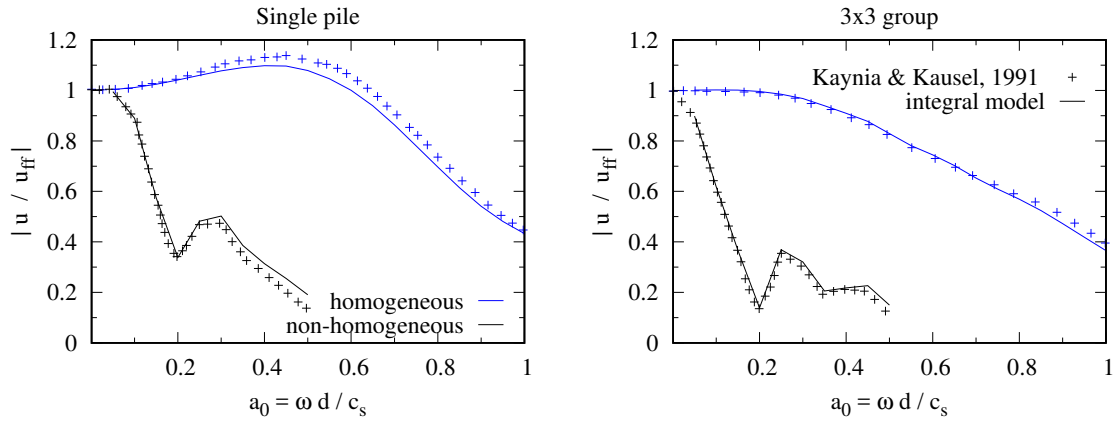 Single pile
1.2
1
0.8
0.6
0.4
0.2
0
| u / u_ff |
homogeneous
non-homogeneous
0.2 0.4 0.6 0.8 1
a_0 = ω d / c_s
3x3 group
1.2
1
0.8
0.6
0.4
0.2
0
| u / u_ff |
Kaynia & Kausel, 1991
integral model
0.2 0.4 0.6 0.8 1
a_0 = ω d / c_s